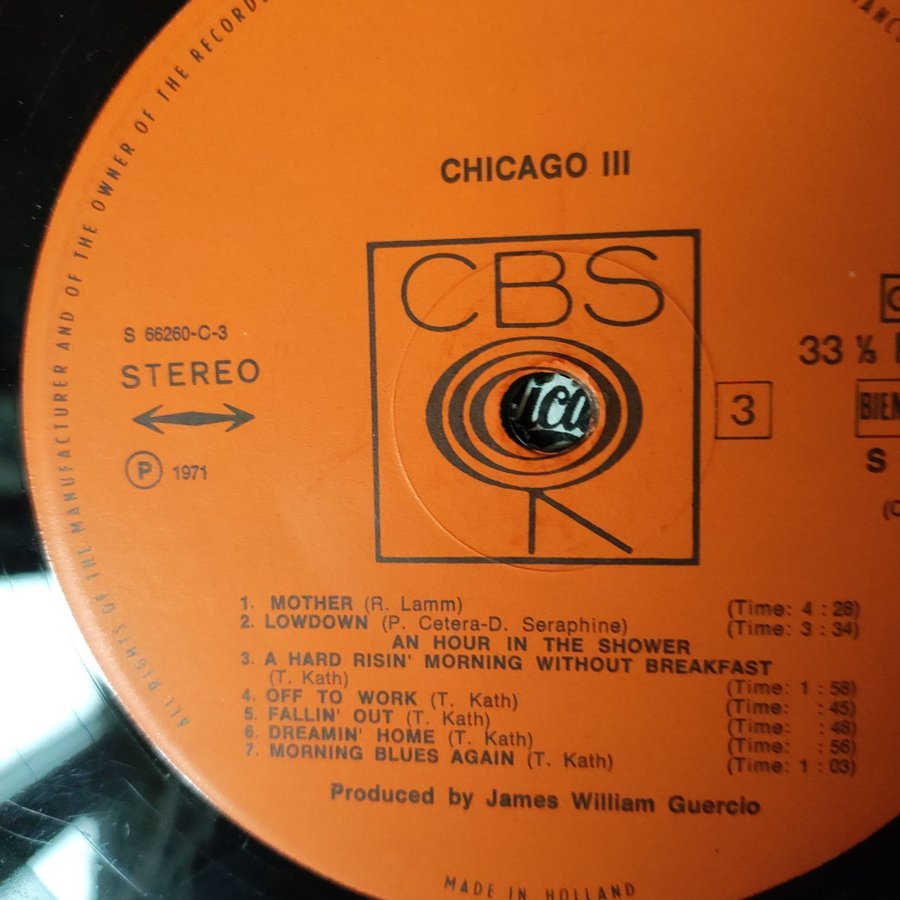 ALL RIGHTS OF THE MANUFACTURER AND OF THE OWNER OF THE RECORDE
CHICAGO III
CBS
S 66260-C-3
STEREO
33 ⅓
3
BIEM
P 1971
S
1. MOTHER (R. Lamm) (Time: 4 : 28)
2. LOWDOWN (P. Cetera-D. Seraphine) (Time: 3 : 34)
AN HOUR IN THE SHOWER
3. A HARD RISIN' MORNING WITHOUT BREAKFAST
(T. Kath) (Time: 1 : 58)
4. OFF TO WORK (T. Kath) (Time: : 45)
5. FALLIN' OUT (T. Kath) (Time: : 48)
6. DREAMIN' HOME (T. Kath) (Time: : 56)
7. MORNING BLUES AGAIN (T. Kath) (Time: 1 : 03)
Produced by James William Guercio
MADE IN HOLLAND